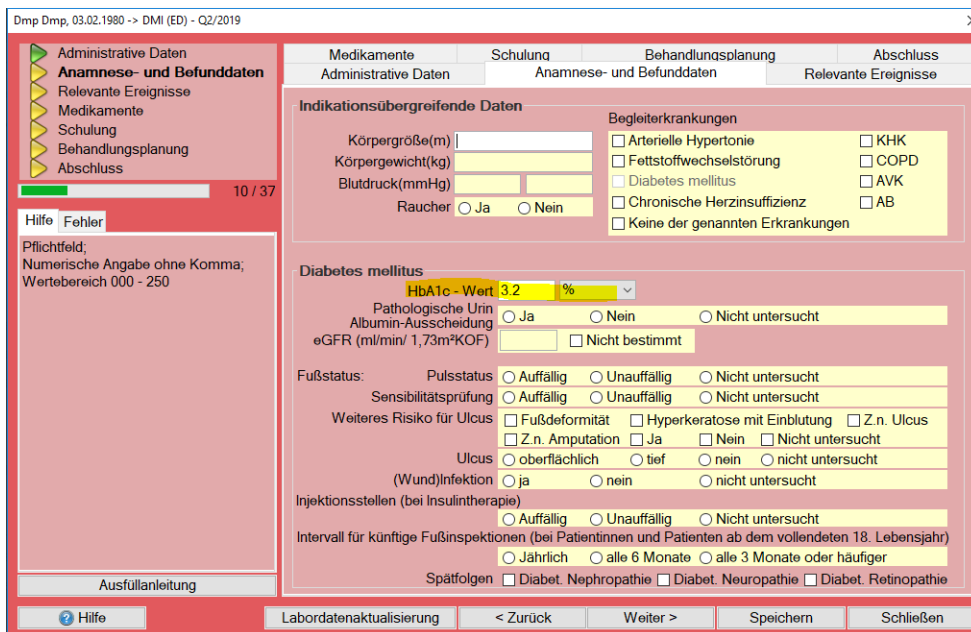 Dmp Dmp, 03.02.1980 -> DMI (ED) - Q2/2019
Administrative Daten
Anamnese- und Befunddaten
Relevante Ereignisse
Medikamente
Schulung
Behandlungsplanung
Abschluss
10 / 37
Hilfe Fehler
Pflichtfeld;
Numerische Angabe ohne Komma;
Wertebereich 000 - 250
Ausfüllanleitung
Medikamente Schulung Behandlungsplanung Abschluss
Administrative Daten Anamnese- und Befunddaten Relevante Ereignisse
Indikationsübergreifende Daten
Körpergröße(m)
Körpergewicht(kg)
Blutdruck(mmHg)
Raucher Ja Nein
Begleiterkrankungen
Arterielle Hypertonie KHK
Fettstoffwechselstörung COPD
Diabetes mellitus AVK
Chronische Herzinsuffizienz AB
Keine der genannten Erkrankungen
Diabetes mellitus
HbA1c - Wert 3.2 %
Pathologische Urin
Albumin-Ausscheidung Ja Nein Nicht untersucht
eGFR (ml/min/ 1,73m²KOF) Nicht bestimmt
Fußstatus: Pulsstatus Auffällig Unauffällig Nicht untersucht
Sensibilitätsprüfung Auffällig Unauffällig Nicht untersucht
Weiteres Risiko für Ulcus Fußdeformität Hyperkeratose mit Einblutung Z.n. Ulcus
Z.n. Amputation Ja Nein Nicht untersucht
Ulcus oberflächlich tief nein nicht untersucht
(Wund)Infektion ja nein nicht untersucht
Injektionsstellen (bei Insulintherapie)
Auffällig Unauffällig Nicht untersucht
Intervall für künftige Fußinspektionen (bei Patientinnen und Patienten ab dem vollendeten 18. Lebensjahr)
Jährlich alle 6 Monate alle 3 Monate oder häufiger
Spätfolgen Diabet. Nephropathie Diabet. Neuropathie Diabet. Retinopathie
Hilfe Labordatenaktualisierung < Zurück Weiter > Speichern Schließen